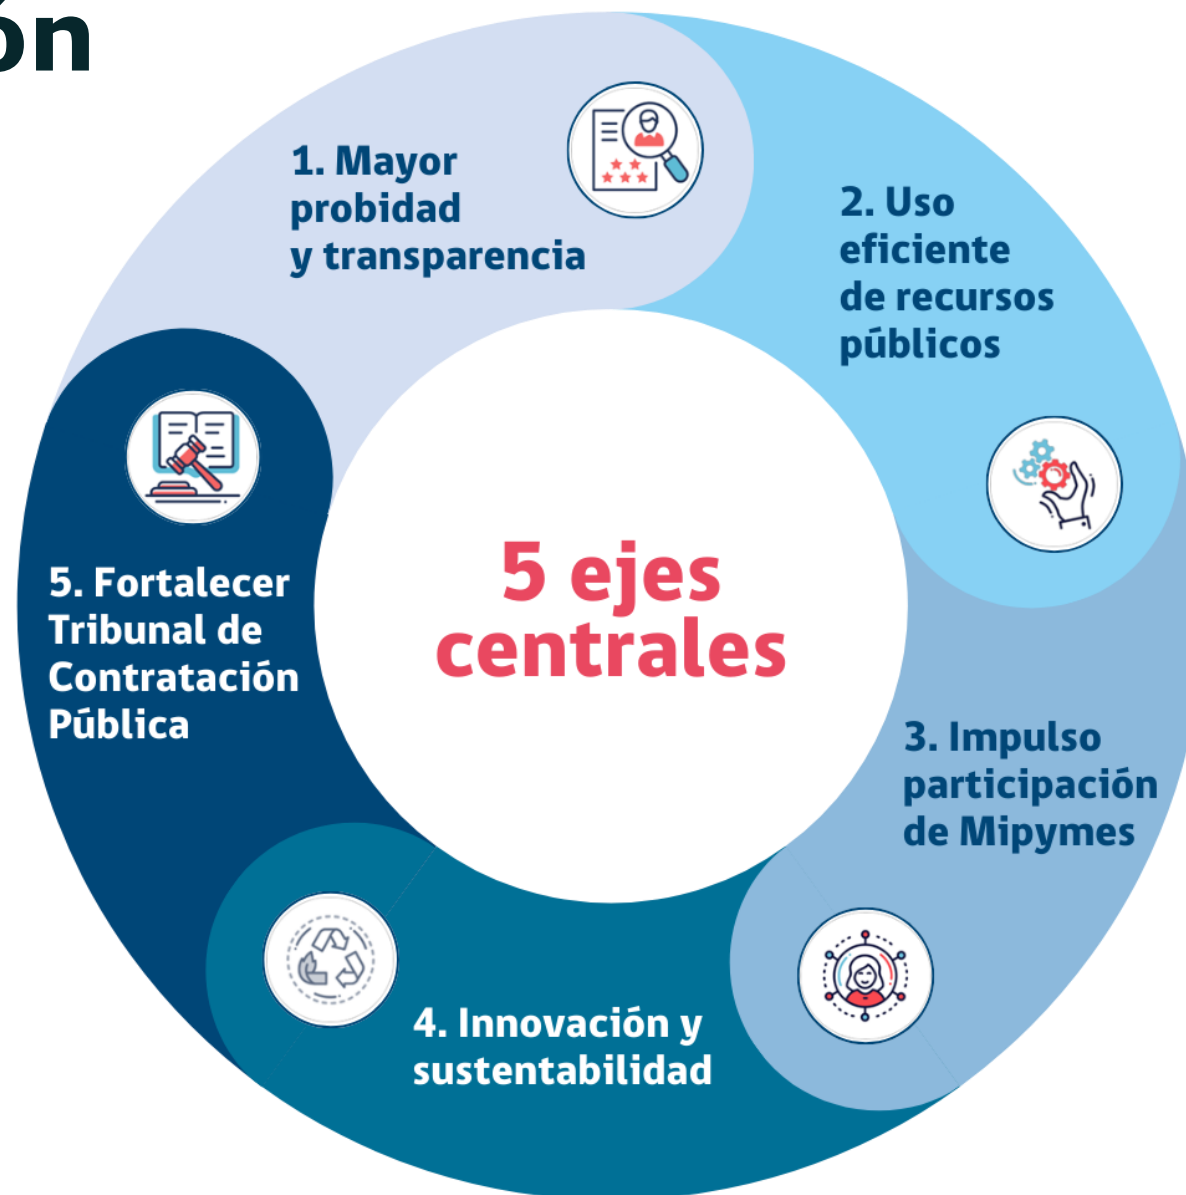 ón
1. Mayor
probidad
y transparencia
2. Uso
eficiente
de recursos
públicos
3. Impulso
participación
de Mipymes
4. Innovación y
sustentabilidad
5. Fortalecer
Tribunal de
Contratación
Pública
5 ejes
centrales